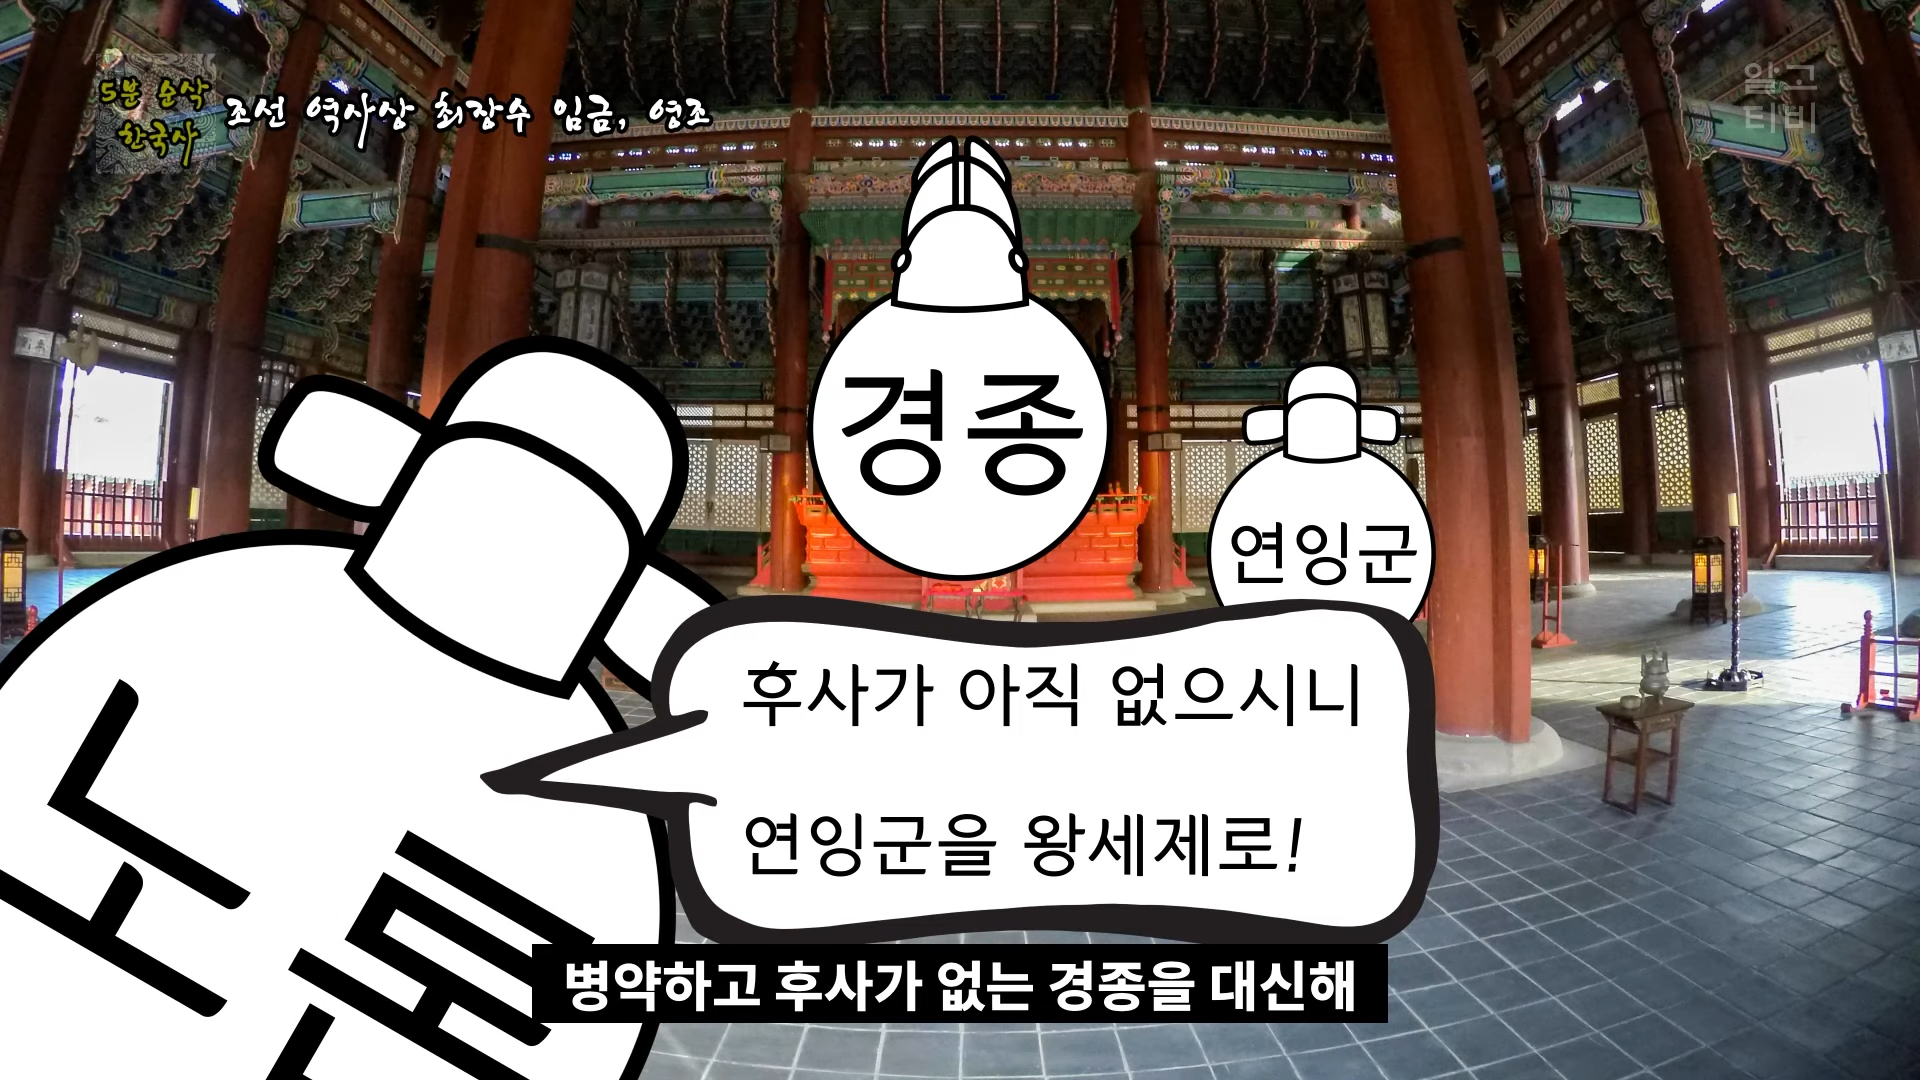 5분 순삭
한국사
조선 역사상 최장수 임금, 영조
알고
티비
경종
연잉군
노론
후사가 아직 없으시니
연잉군을 왕세제로!
병약하고 후사가 없는 경종을 대신해